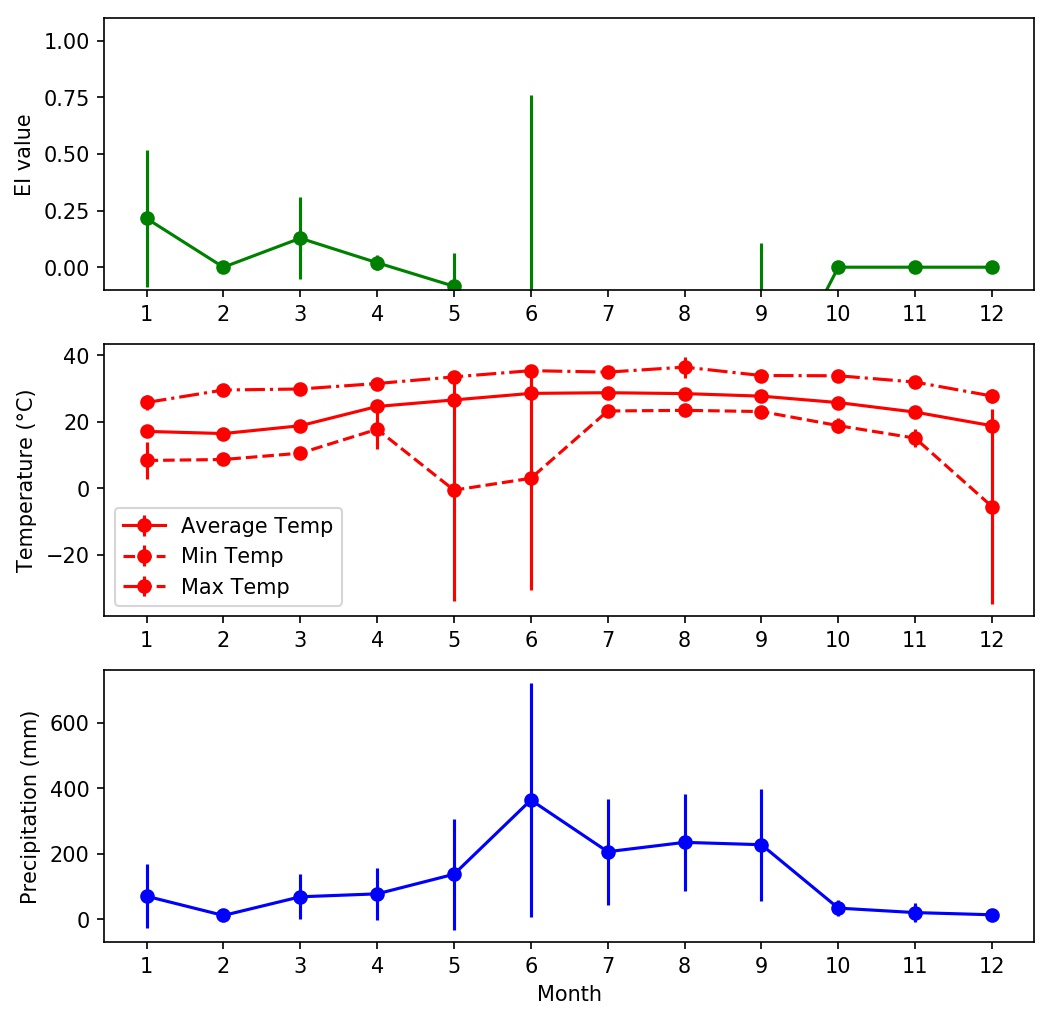 EI value
1.00
0.75
0.50
0.25
0.00
1 2 3 4 5 6 7 8 9 10 11 12
Temperature (°C)
40
20
0
−20
Average Temp
Min Temp
Max Temp
1 2 3 4 5 6 7 8 9 10 11 12
Precipitation (mm)
600
400
200
0
1 2 3 4 5 6 7 8 9 10 11 12
Month